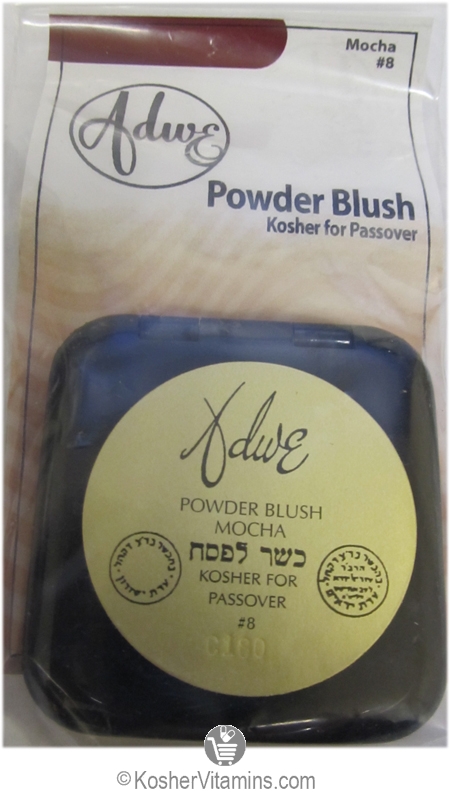 Mocha
#8
Adwe
Powder Blush
Kosher for Passover
Adwe
POWDER BLUSH
MOCHA
כשר לפסח
KOSHER FOR
PASSOVER
#8
C160
©KosherVitamins.com